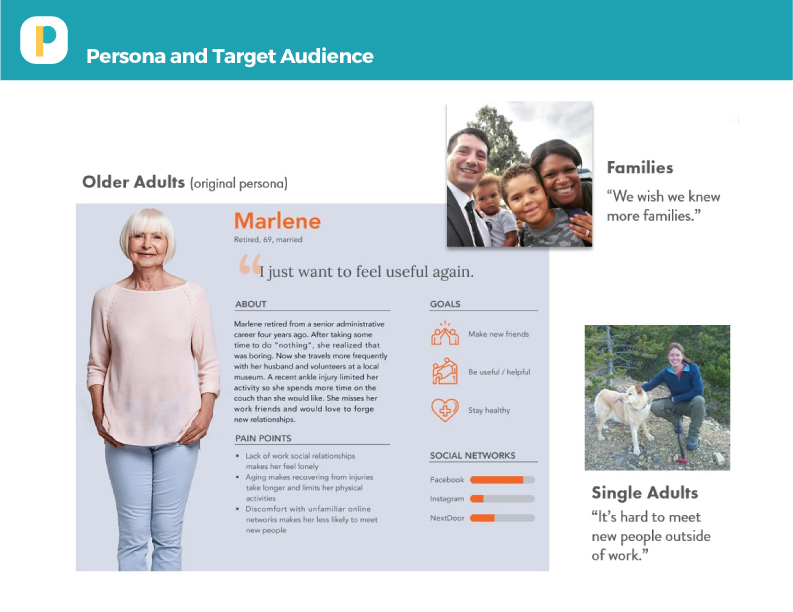 P
Persona and Target Audience
Older Adults (original persona)
Marlene
Retired, 69, married
“I just want to feel useful again.
ABOUT
Marlene retired from a senior administrative
career four years ago. After taking some
time to do “nothing”, she realized that
was boring. Now she travels more frequently
with her husband and volunteers at a local
museum. A recent ankle injury limited her
activity so she spends more time on the
couch than she would like. She misses her
work friends and would love to forge
new relationships.
PAIN POINTS
• Lack of work social relationships
makes her feel lonely
• Aging makes recovering from injuries
take longer and limits her physical
activities
• Discomfort with unfamiliar online
networks makes her less likely to meet
new people
GOALS
Make new friends
Be useful / helpful
Stay healthy
SOCIAL NETWORKS
Facebook
Instagram
NextDoor
Families
“We wish we knew
more families.”
Single Adults
“It’s hard to meet
new people outside
of work.”